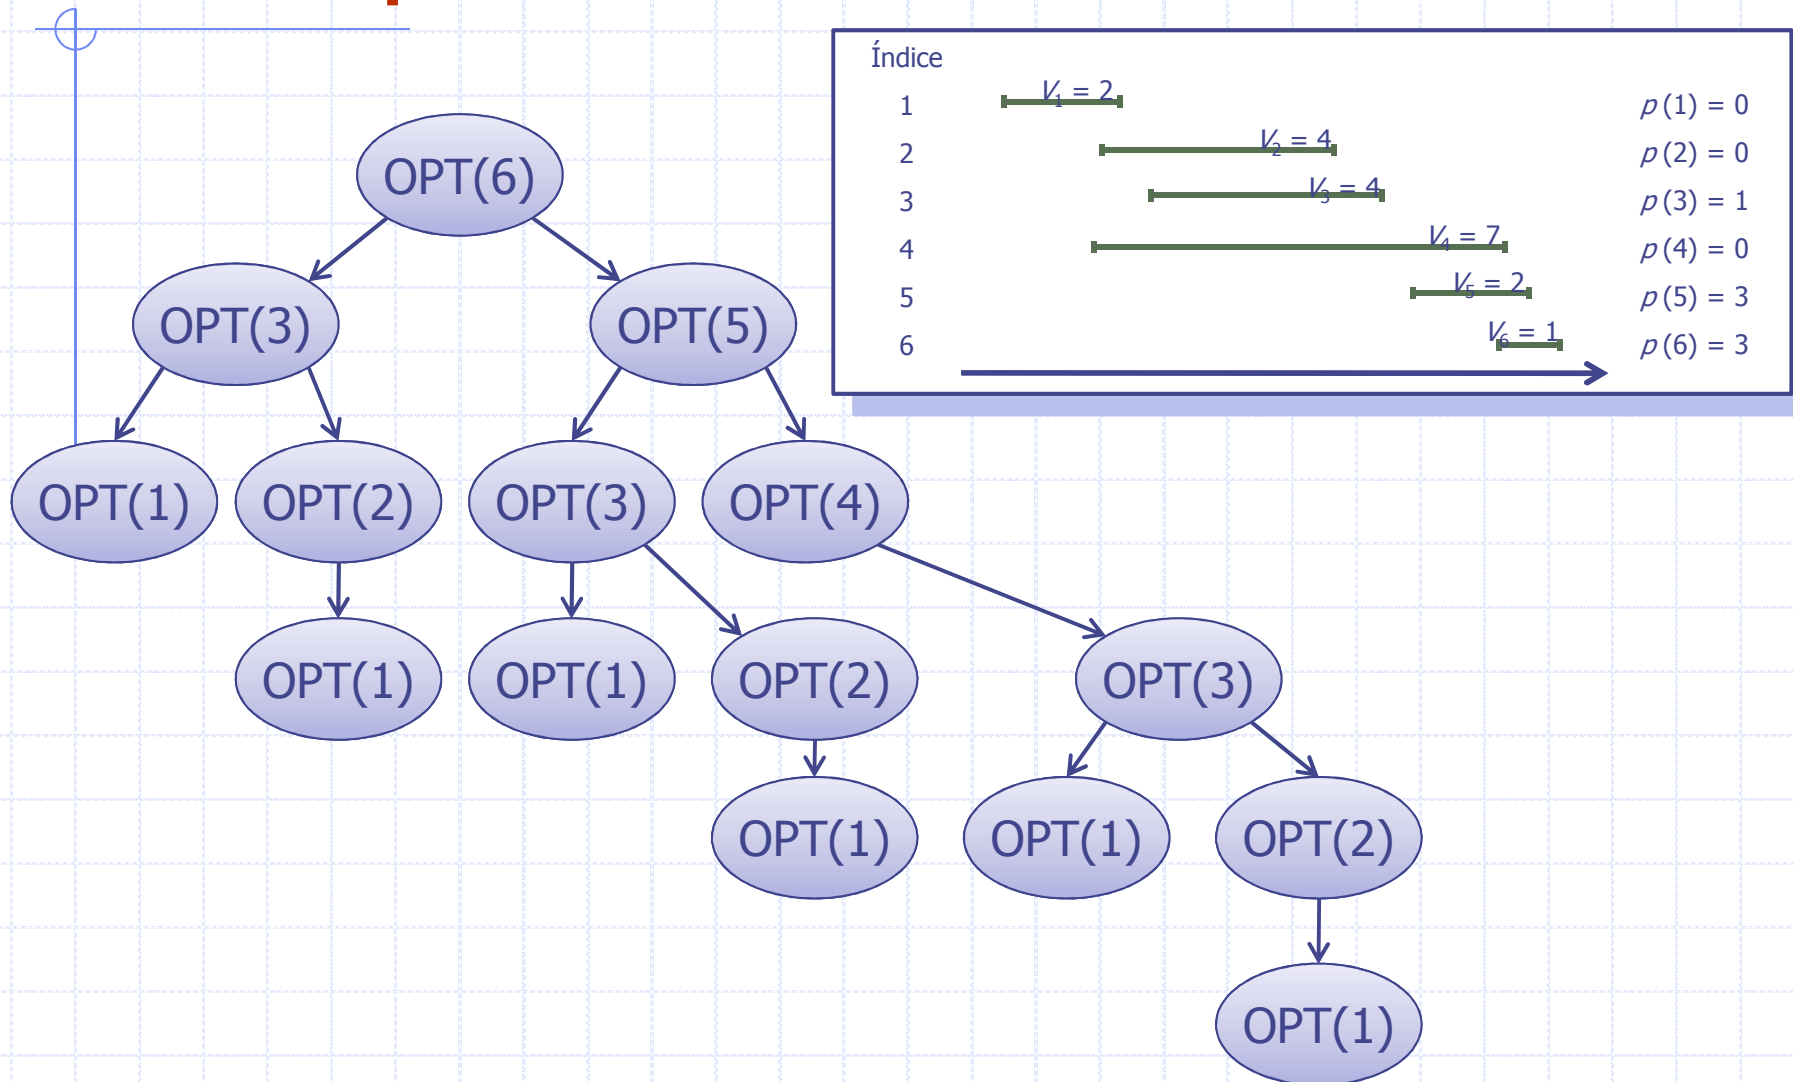 Índice
1 V1 = 2 p (1) = 0
2 V2 = 4 p (2) = 0
3 V3 = 4 p (3) = 1
4 V4 = 7 p (4) = 0
5 V5 = 2 p (5) = 3
6 V6 = 1 p (6) = 3
OPT(6)
OPT(3) OPT(5)
OPT(1) OPT(2) OPT(3) OPT(4)
OPT(1) OPT(1) OPT(2) OPT(3)
OPT(1) OPT(1) OPT(2)
OPT(1)